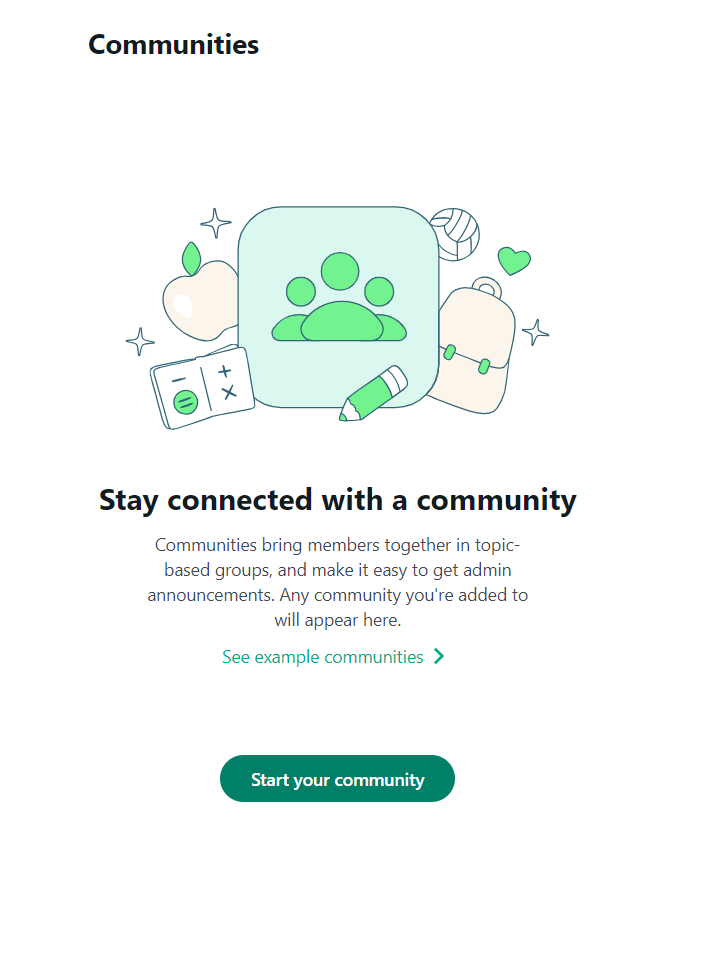 Communities
Stay connected with a community
Communities bring members together in topic-
based groups, and make it easy to get admin
announcements. Any community you're added to
will appear here.
See example communities
Start your community